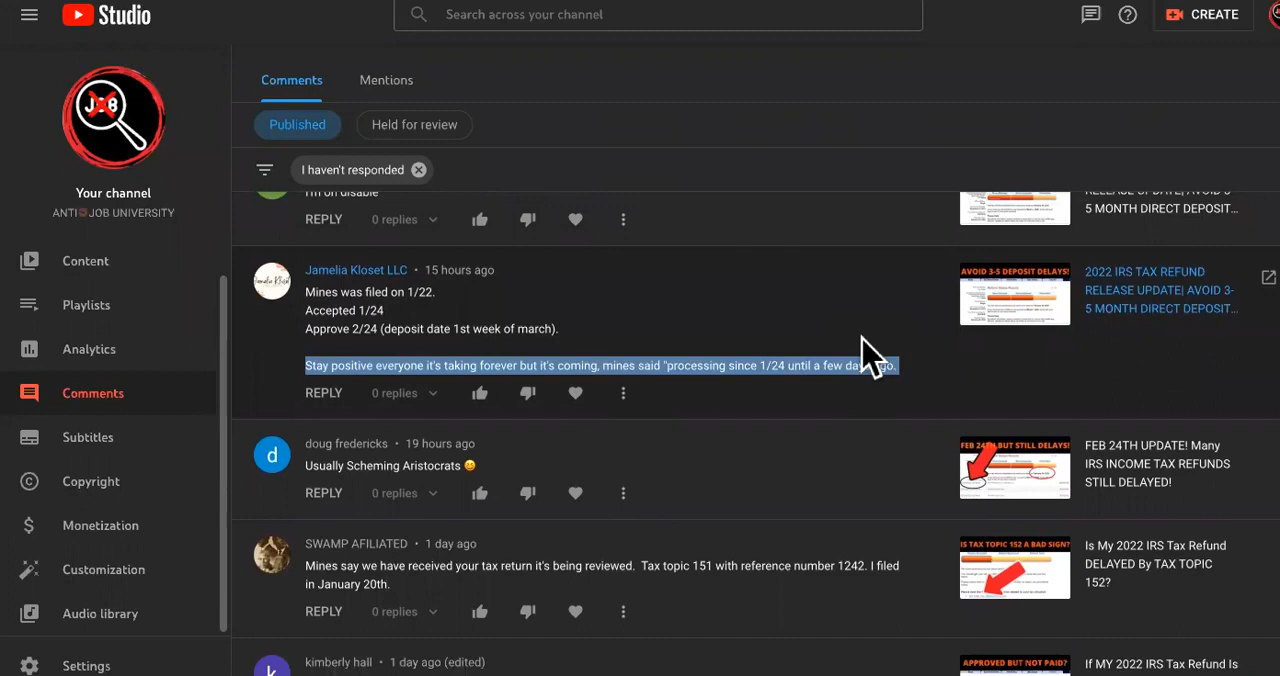 Studio
Search across your channel
CREATE
JOB
Your channel
ANTI JOB UNIVERSITY
Content
Playlists
Analytics
Comments
Subtitles
Copyright
Monetization
Customization
Audio library
Settings
Comments
Mentions
Published
Held for review
I haven't responded
I'm on disable
REPLY
0 replies
5 MONTH DIRECT DEPOSIT...
Jamelia Kloset LLC • 15 hours ago
Mines was filed on 1/22.
Accepted 1/24
Approve 2/24 (deposit date 1st week of march).
Stay positive everyone it's taking forever but it's coming, mines said "processing since 1/24 until a few
REPLY
0 replies
AVOID 3-5 DEPOSIT DELAYS!
2022 IRS TAX REFUND
RELEASE UPDATE| AVOID 3-
5 MONTH DIRECT DEPOSIT...
doug fredericks • 19 hours ago
Usually Scheming Aristocrats 😀
REPLY
0 replies
FEB 24TH BUT STILL DELAYS!
FEB 24TH UPDATE! Many
IRS INCOME TAX REFUNDS
STILL DELAYED!
SWAMP AFILIATED • 1 day ago
Mines say we have received your tax return it's being reviewed. Tax topic 151 with reference number 1242. I filed
in January 20th.
REPLY
0 replies
IS TAX TOPIC 152 A BAD SIGN?
Is My 2022 IRS Tax Refund
DELAYED By TAX TOPIC
152?
k
kimberly hall • 1 day ago (edited)
APPROVED BUT NOT PAID?
If MY 2022 IRS Tax Refund Is